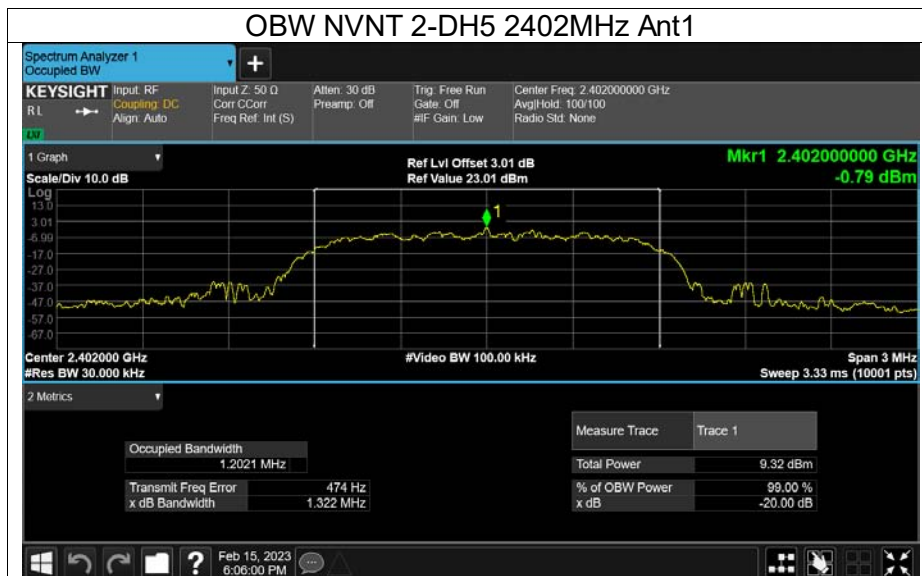 OBW NVNT 2-DH5 2402MHz Ant1
Spectrum Analyzer 1
Occupied BW
KEYSIGHT
R L
Input: RF
Coupling: DC
Align: Auto
Input Z: 50 Ω
Corr CCorr
Freq Ref: Int (S)
Atten: 30 dB
Preamp: Off
Trig: Free Run
Gate: Off
#IF Gain: Low
Center Freq: 2.402000000 GHz
Avg|Hold: 100/100
Radio Std: None
1 Graph
Scale/Div 10.0 dB
Ref Lvl Offset 3.01 dB
Ref Value 23.01 dBm
Mkr1 2.402000000 GHz
-0.79 dBm
Log
13.0
3.01
-6.99
-17.0
-27.0
-37.0
-47.0
-57.0
-67.0
1
Center 2.402000 GHz
#Res BW 30.000 kHz
#Video BW 100.00 kHz
Span 3 MHz
Sweep 3.33 ms (10001 pts)
2 Metrics
Occupied Bandwidth
1.2021 MHz
Transmit Freq Error 474 Hz
x dB Bandwidth 1.322 MHz
Measure Trace Trace 1
Total Power 9.32 dBm
% of OBW Power 99.00 %
x dB -20.00 dB
Feb 15, 2023
6:06:00 PM